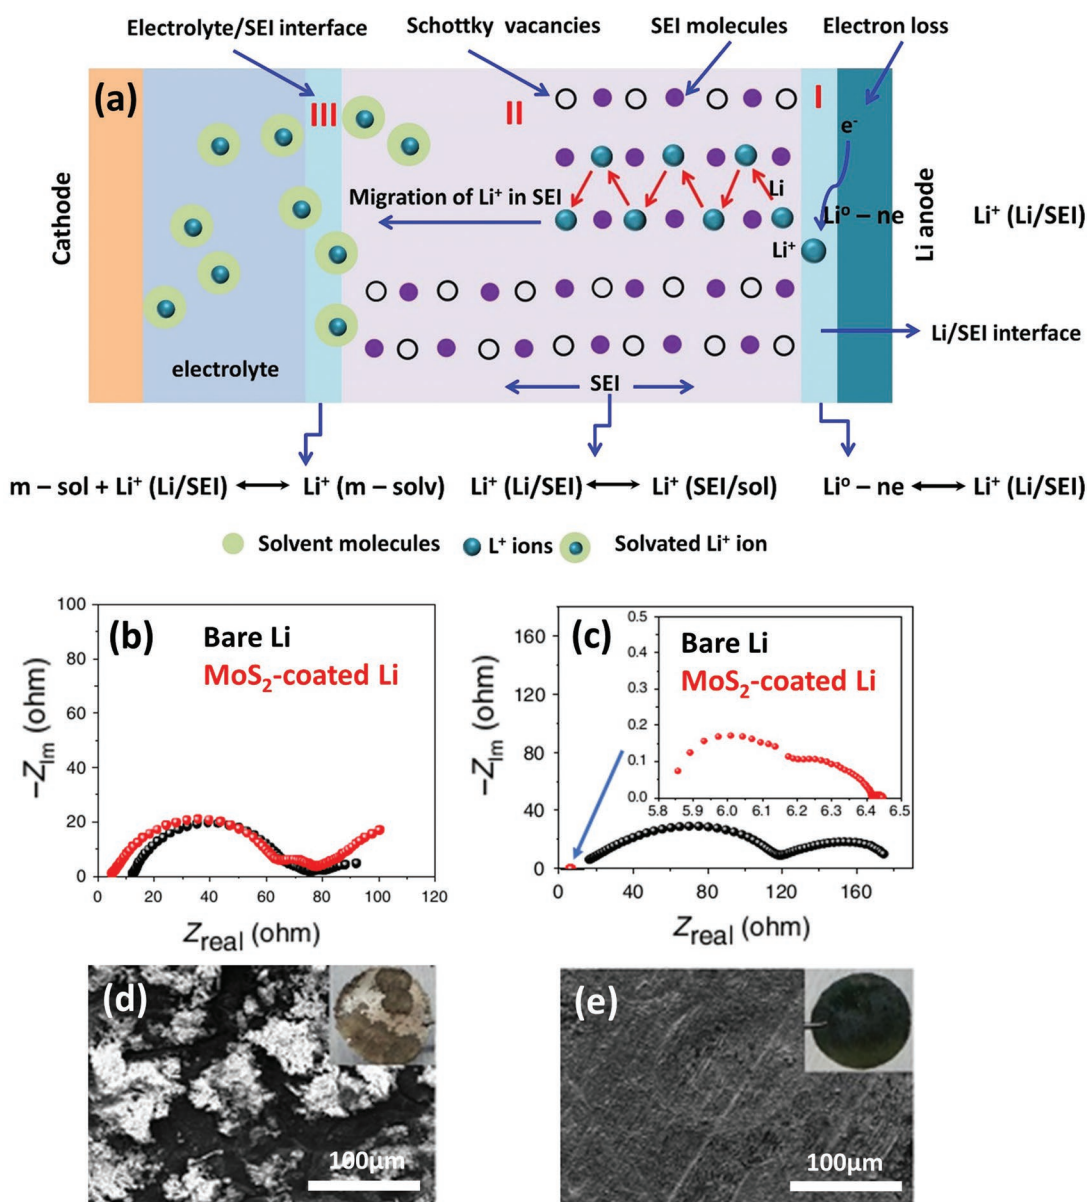 Electrolyte/SEI interface
Schottky vacancies
SEI molecules
Electron loss
(a)
III
II
I
e⁻
Cathode
Migration of Li⁺ in SEI
Li
Li⁰ – ne
Li⁺ (Li/SEI)
Li⁺
Li anode
Li/SEI interface
electrolyte
SEI
m – sol + Li⁺ (Li/SEI) ⟷ Li⁺ (m – solv)
Li⁺ (Li/SEI) ⟷ Li⁺ (SEI/sol)
Li⁰ – ne ⟷ Li⁺ (Li/SEI)
Solvent molecules
L⁺ ions
Solvated Li⁺ ion
(b)
Bare Li
MoS₂-coated Li
100
80
60
40
20
0
0 20 40 60 80 100 120
−Z_Im (ohm)
Z_real (ohm)
(c)
Bare Li
MoS₂-coated Li
160
120
80
40
0
0 40 80 120 160
0.5
0.4
0.3
0.2
0.1
0.0
5.8 5.9 6.0 6.1 6.2 6.3 6.4 6.5
−Z_Im (ohm)
Z_real (ohm)
(d)
100μm
(e)
100μm